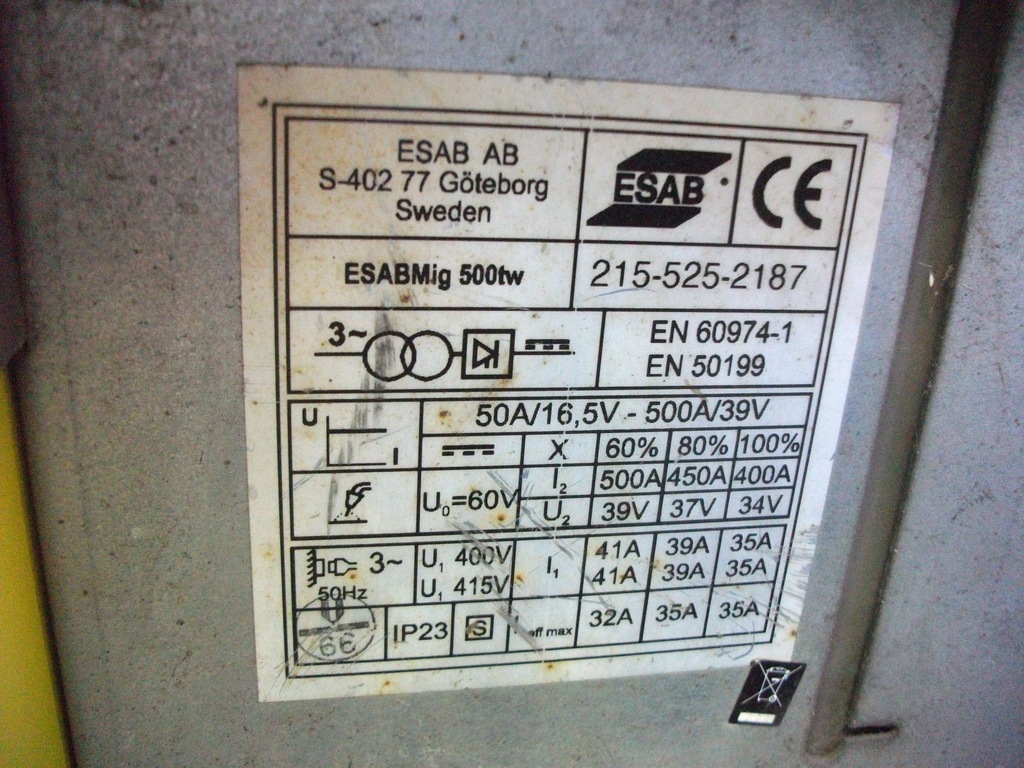 ESAB AB
S-402 77 Göteborg
Sweden
ESAB
CE
ESABMig 500tw
215-525-2187
3~
EN 60974-1
EN 50199
U
I
50A/16,5V - 500A/39V
X 60% 80% 100%
I2 500A 450A 400A
U0=60V
U2 39V 37V 34V
3~
50Hz
U1 400V
U1 415V
I1
41A 39A 35A
41A 39A 35A
IP23
S
eff max
32A 35A 35A